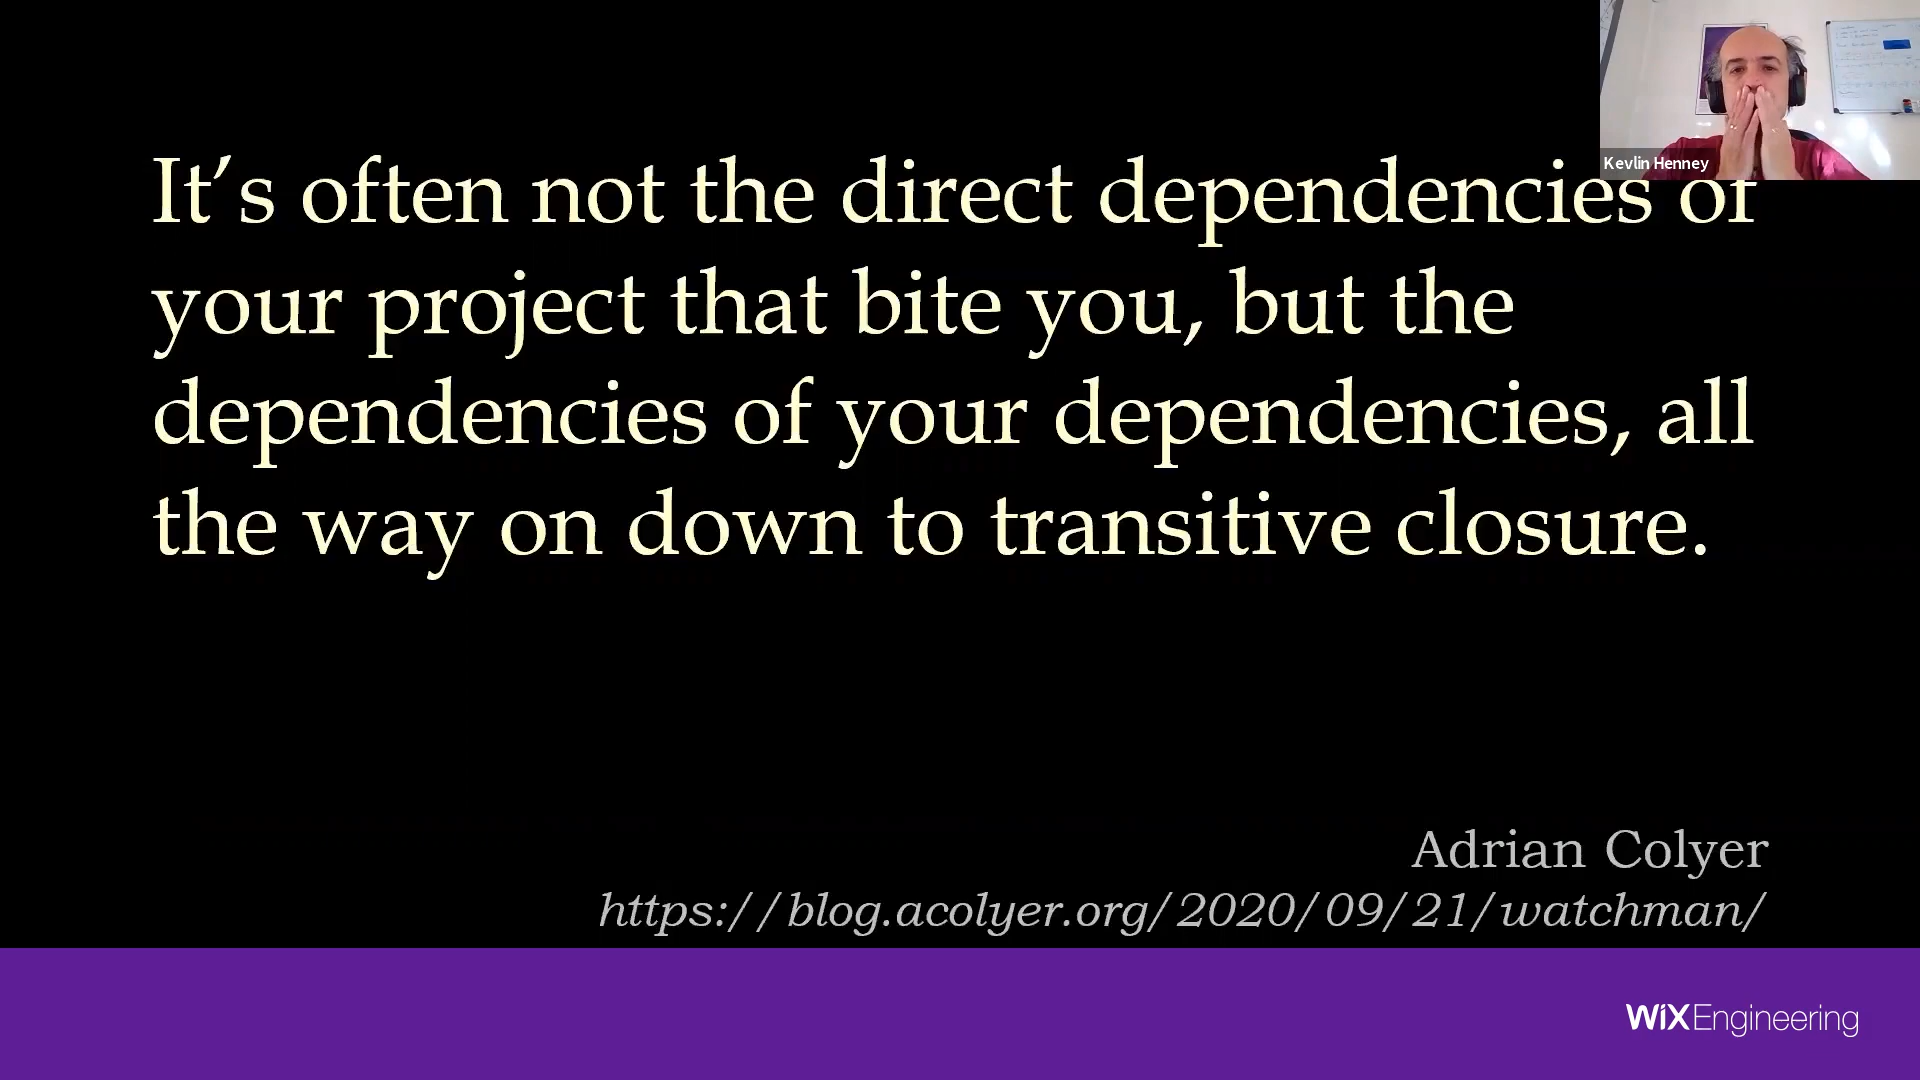 Kevlin Henney
It’s often not the direct dependencies of
your project that bite you, but the
dependencies of your dependencies, all
the way on down to transitive closure.
Adrian Colyer
https://blog.acolyer.org/2020/09/21/watchman/
WiXEngineering